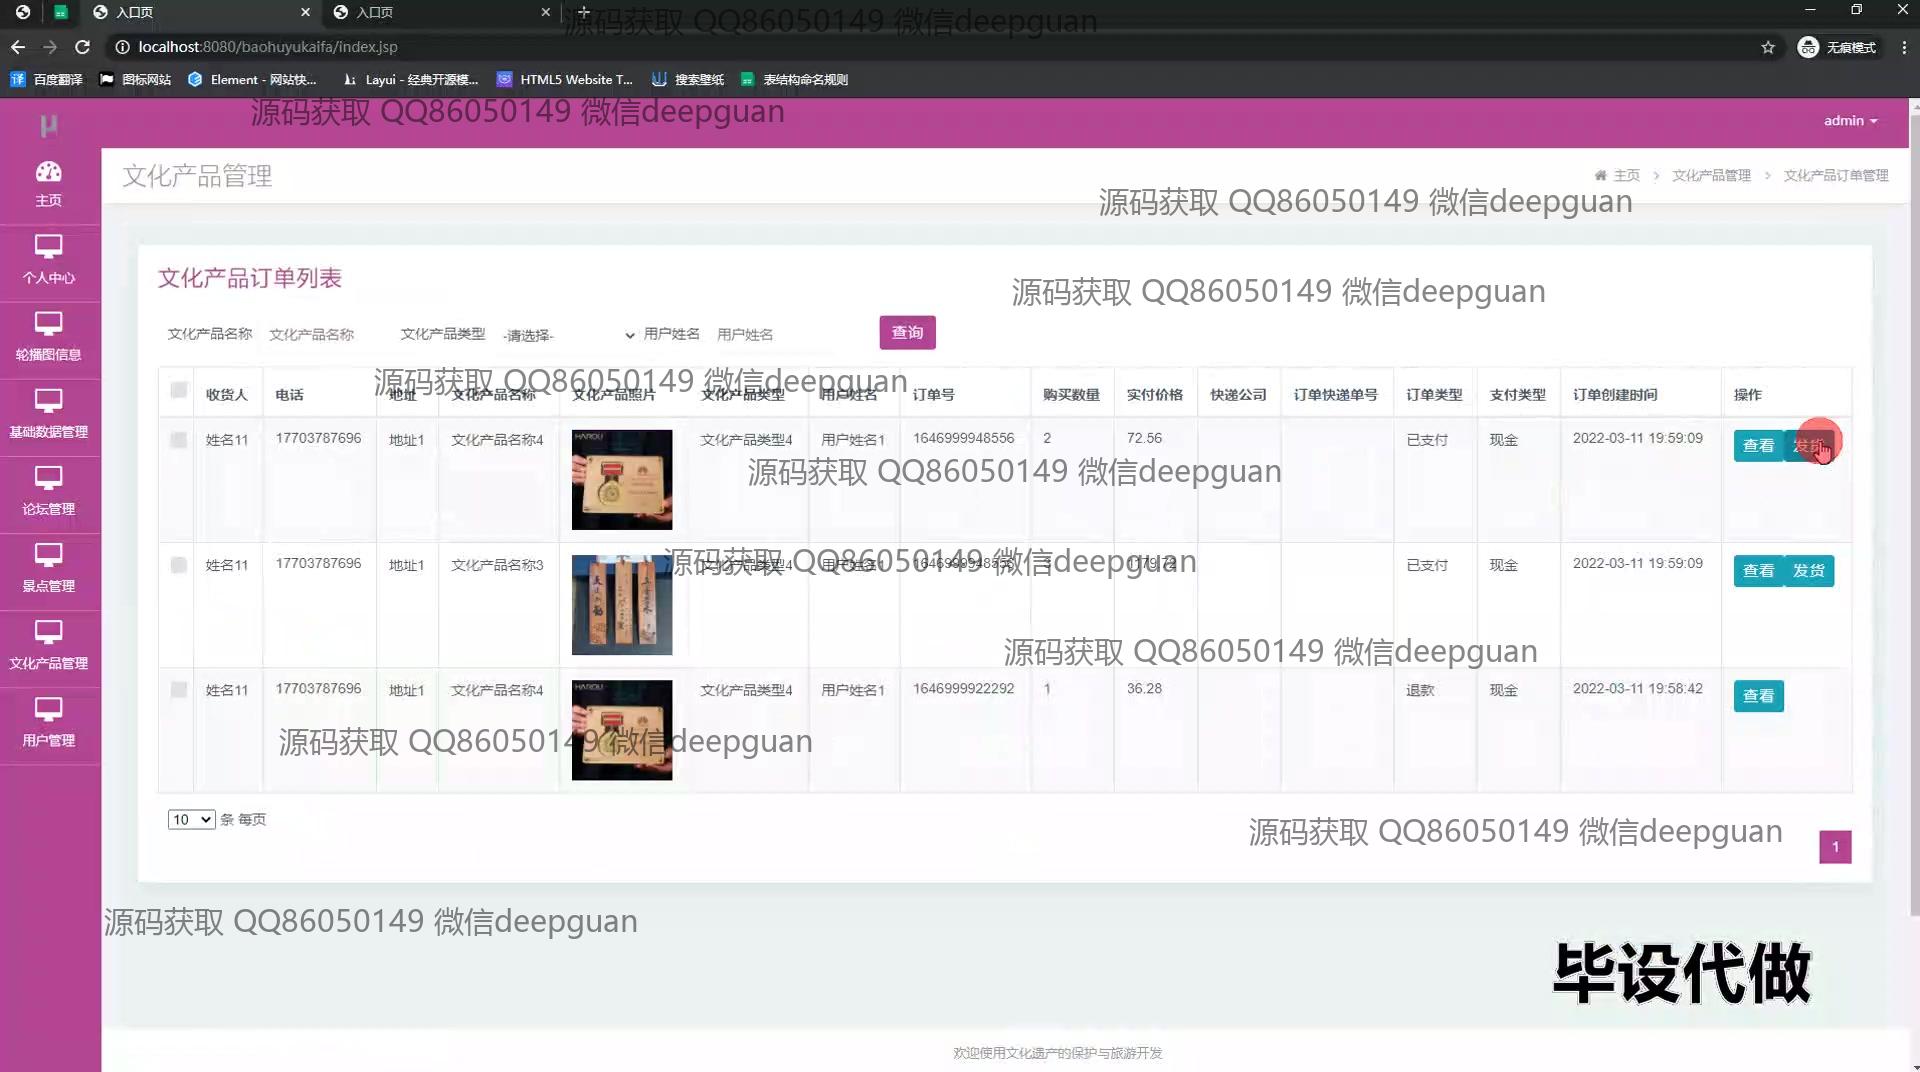 入口页
入口页
源码获取 QQ86050149 微信deepguan
localhost:8080/baohuyukaifa/index.jsp
无痕模式
百度翻译 图标网站 Element - 网站快... Layui - 经典开源模... HTML5 Website T... 搜索壁纸 表结构命名规则
源码获取 QQ86050149 微信deepguan
admin
主页
个人中心
轮播图信息
基础数据管理
论坛管理
景点管理
文化产品管理
用户管理
文化产品管理
主页 > 文化产品管理 > 文化产品订单管理
源码获取 QQ86050149 微信deepguan
文化产品订单列表
源码获取 QQ86050149 微信deepguan
文化产品名称 文化产品名称 文化产品类型 -请选择- 用户姓名 用户姓名 查询
源码获取 QQ86050149 微信deepguan
收货人 电话 地址 文化产品名称 文化产品照片 文化产品类型 用户姓名 订单号 购买数量 实付价格 快递公司 订单快递单号 订单类型 支付类型 订单创建时间 操作
姓名11 17703787696 地址1 文化产品名称4 文化产品类型4 用户姓名1 1646999948556 2 72.56 已支付 现金 2022-03-11 19:59:09 查看 发货
源码获取 QQ86050149 微信deepguan
姓名11 17703787696 地址1 文化产品名称3 文化产品类型4 用户姓名1 1646999948556 已支付 现金 2022-03-11 19:59:09 查看 发货
源码获取 QQ86050149 微信deepguan
源码获取 QQ86050149 微信deepguan
姓名11 17703787696 地址1 文化产品名称4 文化产品类型4 用户姓名1 1646999922292 1 36.28 退款 现金 2022-03-11 19:58:42 查看
源码获取 QQ86050149 微信deepguan
10 条 每页
源码获取 QQ86050149 微信deepguan
1
源码获取 QQ86050149 微信deepguan
毕设代做
欢迎使用文化遗产的保护与旅游开发